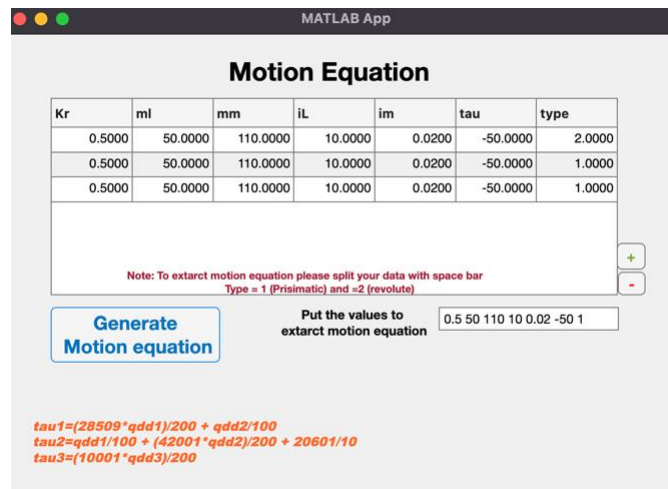 MATLAB App
Motion Equation
Kr ml mm iL im tau type
0.5000 50.0000 110.0000 10.0000 0.0200 -50.0000 2.0000
0.5000 50.0000 110.0000 10.0000 0.0200 -50.0000 1.0000
0.5000 50.0000 110.0000 10.0000 0.0200 -50.0000 1.0000
Note: To extarct motion equation please split your data with space bar
Type = 1 (Prisimatic) and =2 (revolute)
+
-
Generate
Motion equation
Put the values to
extarct motion equation
0.5 50 110 10 0.02 -50 1
tau1=(28509*qdd1)/200 + qdd2/100
tau2=qdd1/100 + (42001*qdd2)/200 + 20601/10
tau3=(10001*qdd3)/200